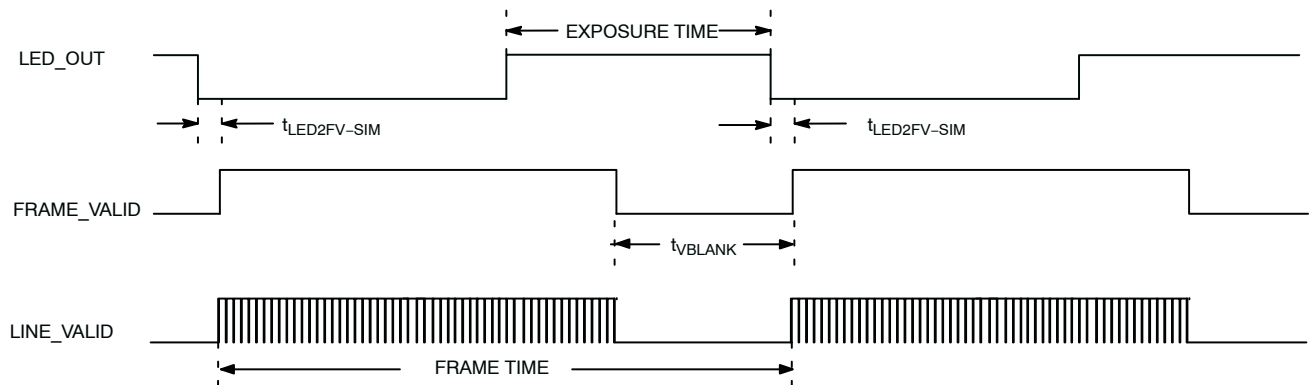 EXPOSURE TIME
LED_OUT
tLED2FV–SIM
tLED2FV–SIM
FRAME_VALID
tVBLANK
LINE_VALID
FRAME TIME